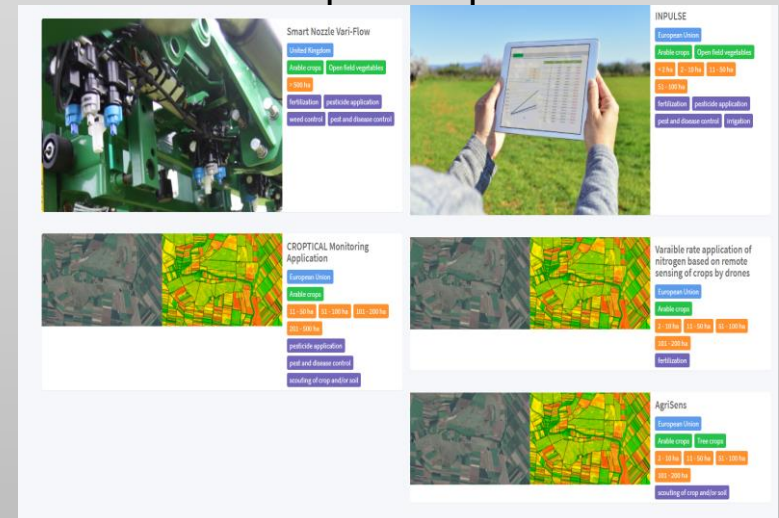 Smart Nozzle Vari-Flow
United Kingdom
Arable crops Open field vegetables
> 500 ha
fertilization pesticide application
weed control pest and disease control
INPULSE
European Union
Arable crops Open field vegetables
< 2 ha 2 - 10 ha 11 - 50 ha
51 - 100 ha
fertilization pesticide application
pest and disease control irrigation
CROPTICAL Monitoring
Application
European Union
Arable crops
11 - 50 ha 51 - 100 ha 101 - 200 ha
201 - 500 ha
pesticide application
pest and disease control
scouting of crop and/or soil
Varaible rate application of
nitrogen based on remote
sensing of crops by drones
European Union
Arable crops
2 - 10 ha 11 - 50 ha 51 - 100 ha
101 - 200 ha
fertilization
AgriSens
European Union
Arable crops Tree crops
2 - 10 ha 11 - 50 ha 51 - 100 ha
101 - 200 ha
scouting of crop and/or soil